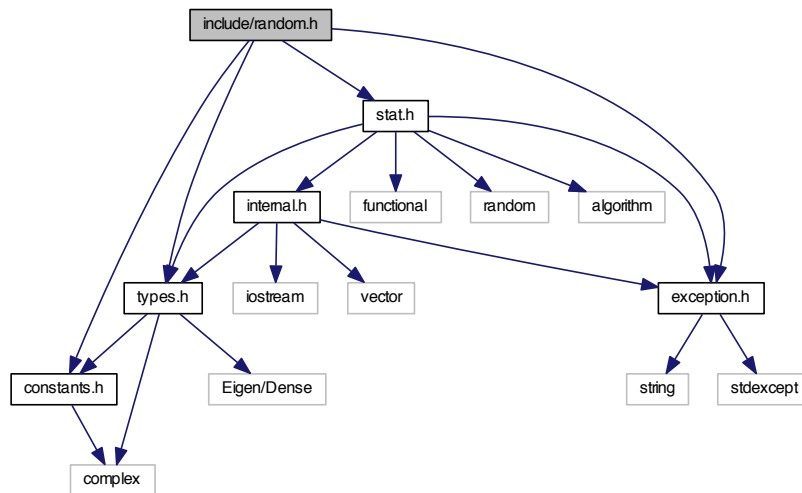 include/random.h
stat.h
internal.h
functional
random
algorithm
types.h
iostream
vector
exception.h
constants.h
Eigen/Dense
string
stdexcept
complex